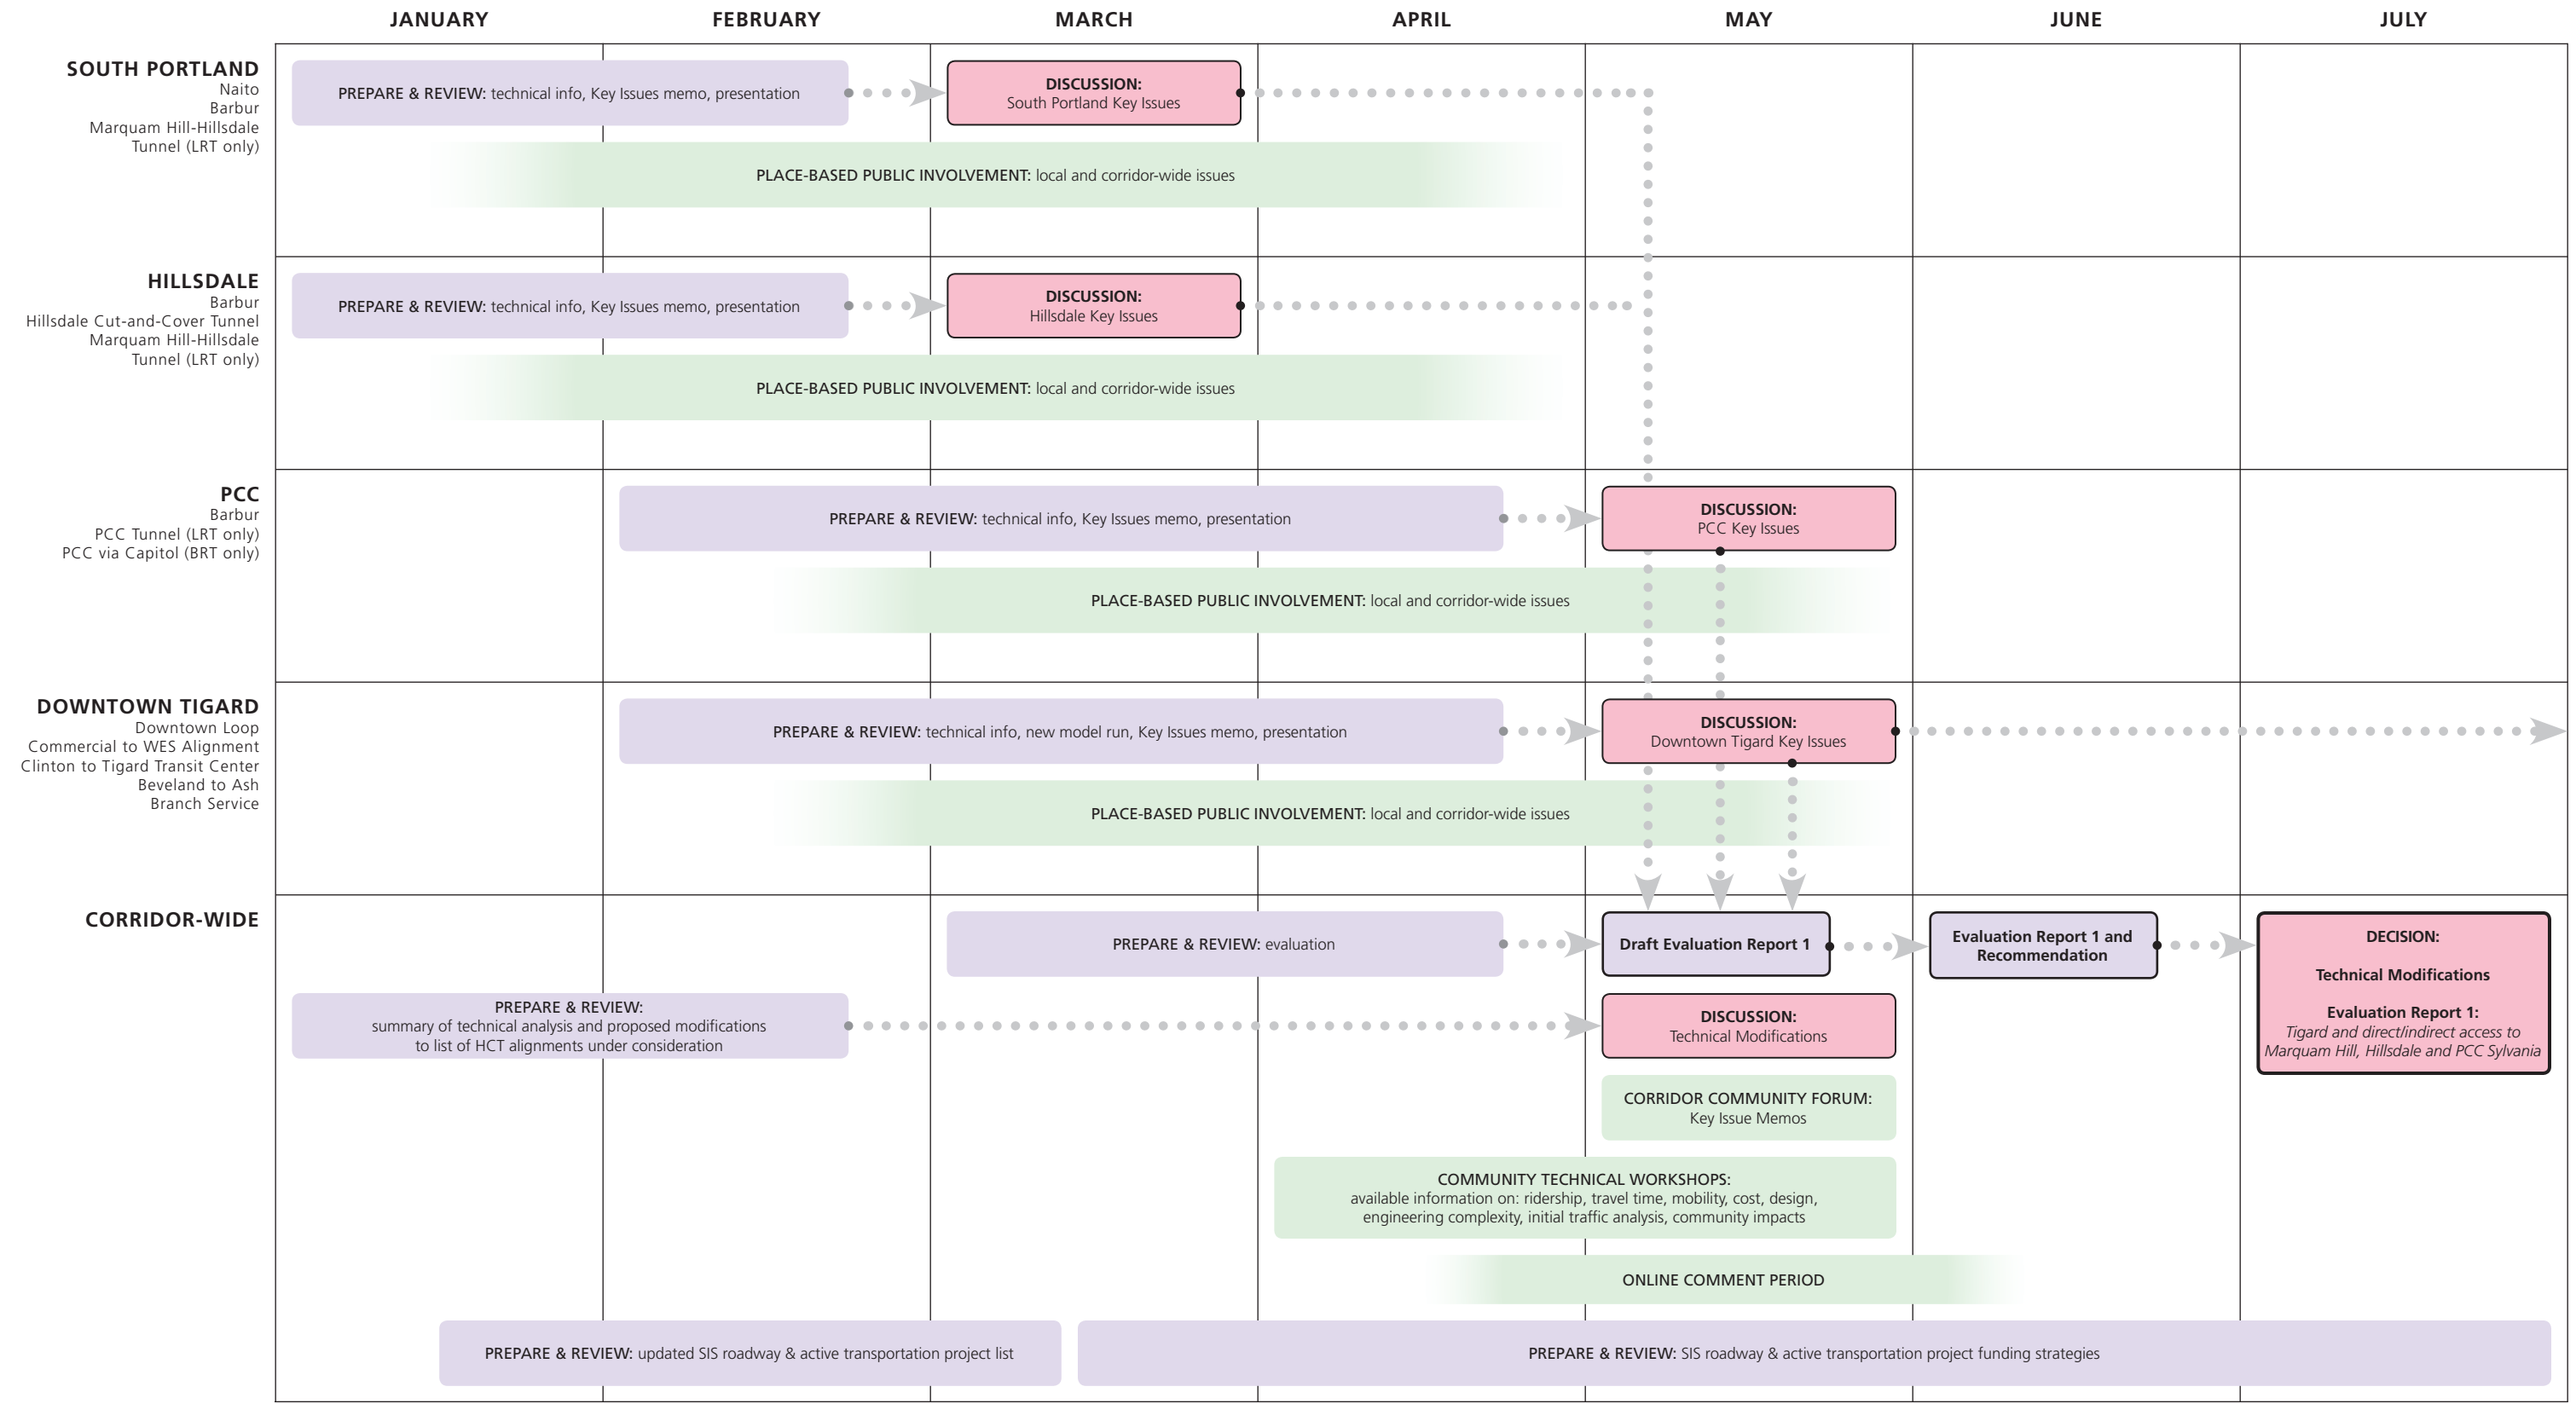 JANUARY
FEBRUARY
MARCH
APRIL
MAY
JUNE
JULY
SOUTH PORTLAND
Naito
Barbur
Marquam Hill-Hillsdale
Tunnel (LRT only)
PREPARE & REVIEW: technical info, Key Issues memo, presentation
DISCUSSION:
South Portland Key Issues
PLACE-BASED PUBLIC INVOLVEMENT: local and corridor-wide issues
HILLSDALE
Barbur
Hillsdale Cut-and-Cover Tunnel
Marquam Hill-Hillsdale
Tunnel (LRT only)
PREPARE & REVIEW: technical info, Key Issues memo, presentation
DISCUSSION:
Hillsdale Key Issues
PLACE-BASED PUBLIC INVOLVEMENT: local and corridor-wide issues
PCC
Barbur
PCC Tunnel (LRT only)
PCC via Capitol (BRT only)
PREPARE & REVIEW: technical info, Key Issues memo, presentation
DISCUSSION:
PCC Key Issues
PLACE-BASED PUBLIC INVOLVEMENT: local and corridor-wide issues
DOWNTOWN TIGARD
Downtown Loop
Commercial to WES Alignment
Clinton to Tigard Transit Center
Beveland to Ash
Branch Service
PREPARE & REVIEW: technical info, new model run, Key Issues memo, presentation
DISCUSSION:
Downtown Tigard Key Issues
PLACE-BASED PUBLIC INVOLVEMENT: local and corridor-wide issues
CORRIDOR-WIDE
PREPARE & REVIEW: evaluation
Draft Evaluation Report 1
Evaluation Report 1 and
Recommendation
DECISION:
Technical Modifications
Evaluation Report 1:
Tigard and direct/indirect access to
Marquam Hill, Hillsdale and PCC Sylvania
PREPARE & REVIEW:
summary of technical analysis and proposed modifications
to list of HCT alignments under consideration
DISCUSSION:
Technical Modifications
CORRIDOR COMMUNITY FORUM:
Key Issue Memos
COMMUNITY TECHNICAL WORKSHOPS:
available information on: ridership, travel time, mobility, cost, design,
engineering complexity, initial traffic analysis, community impacts
ONLINE COMMENT PERIOD
PREPARE & REVIEW: updated SIS roadway & active transportation project list
PREPARE & REVIEW: SIS roadway & active transportation project funding strategies